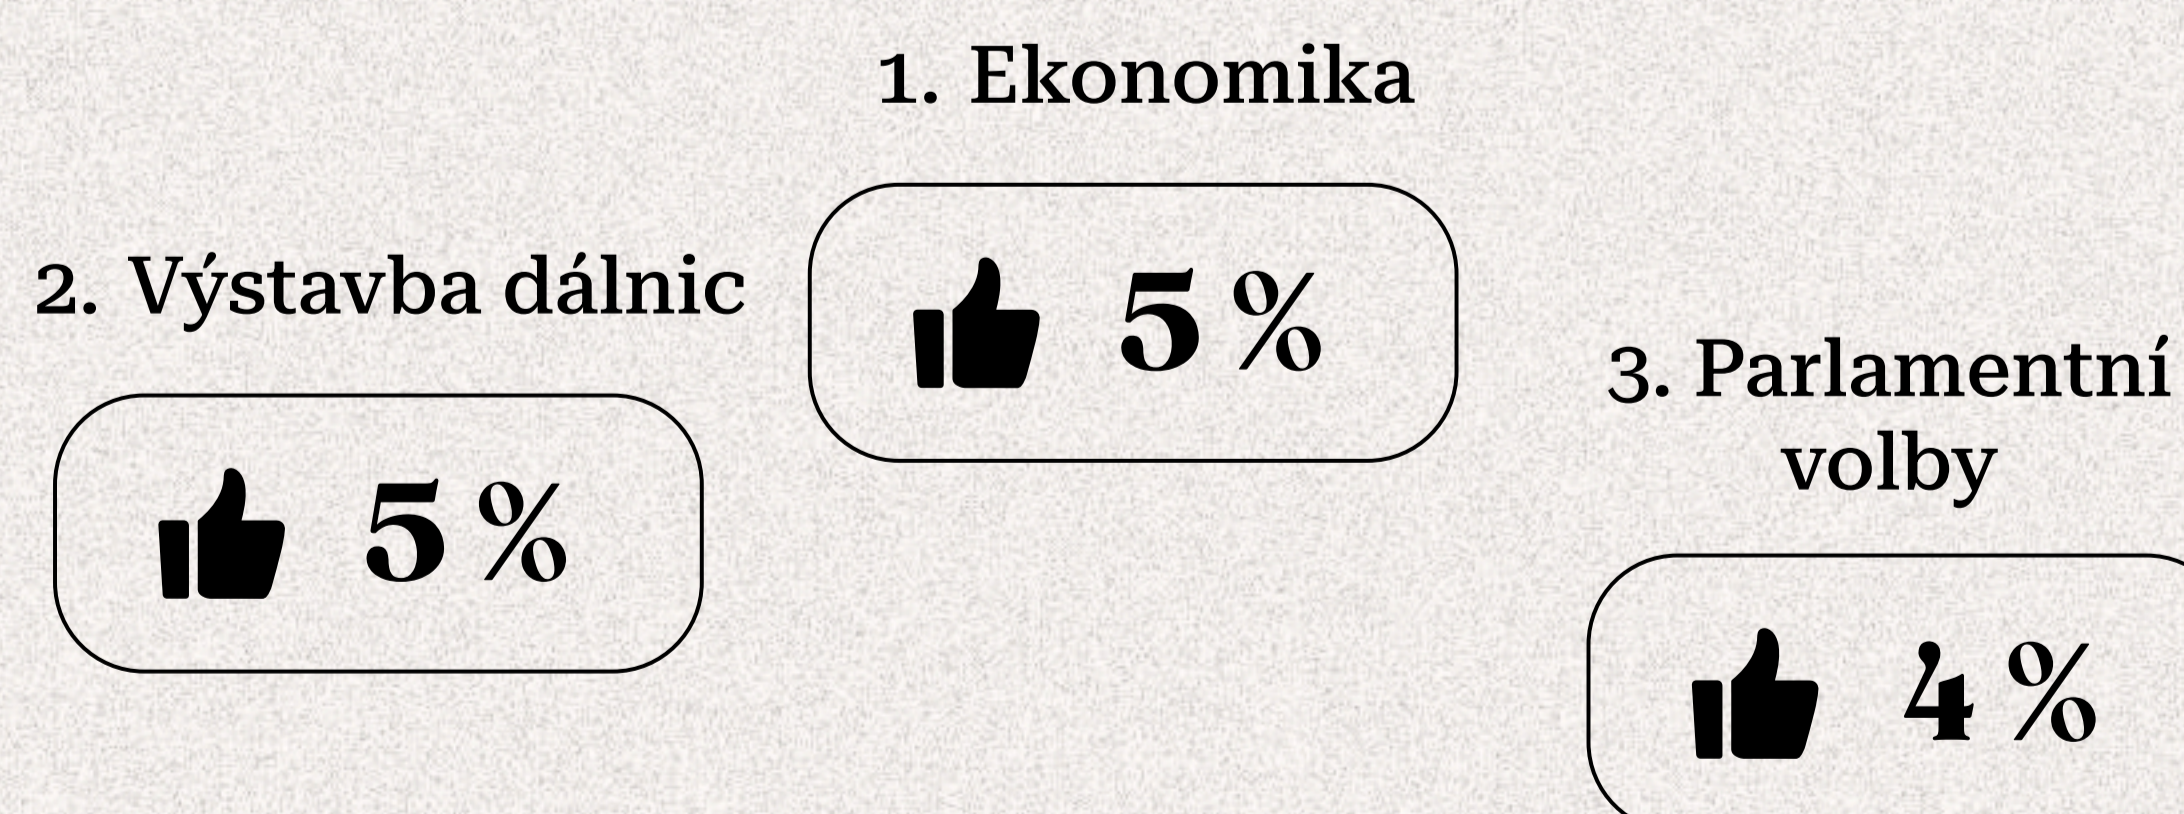 1. Ekonomika
5 %
2. Výstavba dálnic
5 %
3. Parlamentní
volby
4 %